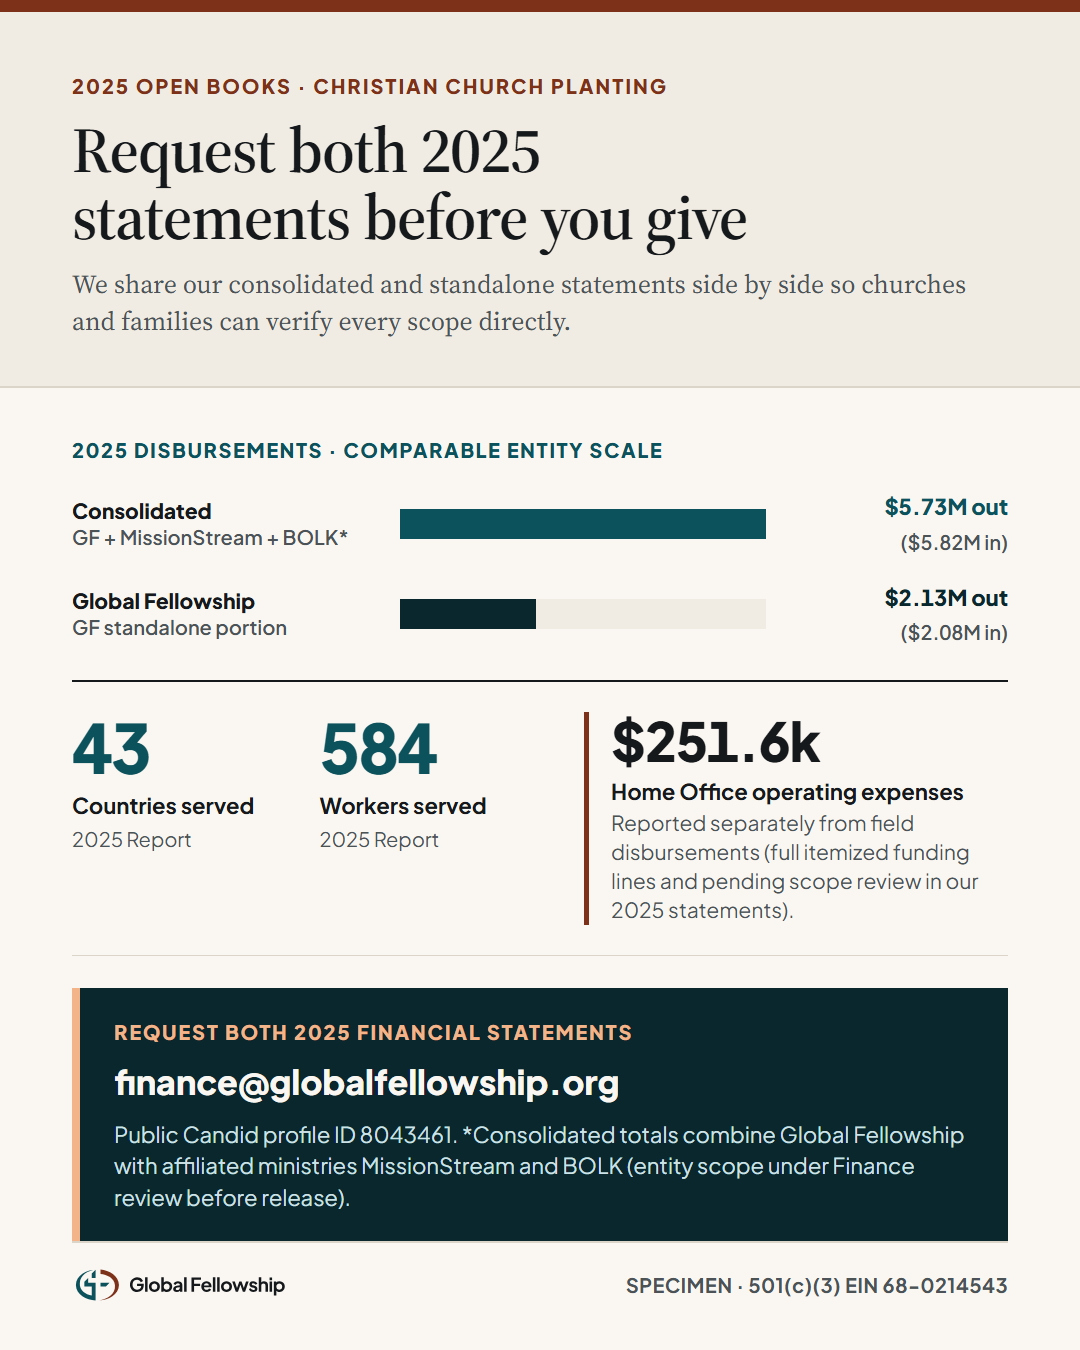 2025 OPEN BOOKS · CHRISTIAN CHURCH PLANTING
Request both 2025
statements before you give
We share our consolidated and standalone statements side by side so churches
and families can verify every scope directly.
2025 DISBURSEMENTS · COMPARABLE ENTITY SCALE
Consolidated
GF + MissionStream + BOLK*
$5.73M out
($5.82M in)
Global Fellowship
GF standalone portion
$2.13M out
($2.08M in)
43
Countries served
2025 Report
584
Workers served
2025 Report
$251.6k
Home Office operating expenses
Reported separately from field
disbursements (full itemized funding
lines and pending scope review in our
2025 statements).
REQUEST BOTH 2025 FINANCIAL STATEMENTS
finance@globalfellowship.org
Public Candid profile ID 8043461. *Consolidated totals combine Global Fellowship
with affiliated ministries MissionStream and BOLK (entity scope under Finance
review before release).
Global Fellowship
SPECIMEN · 501(c)(3) EIN 68-0214543